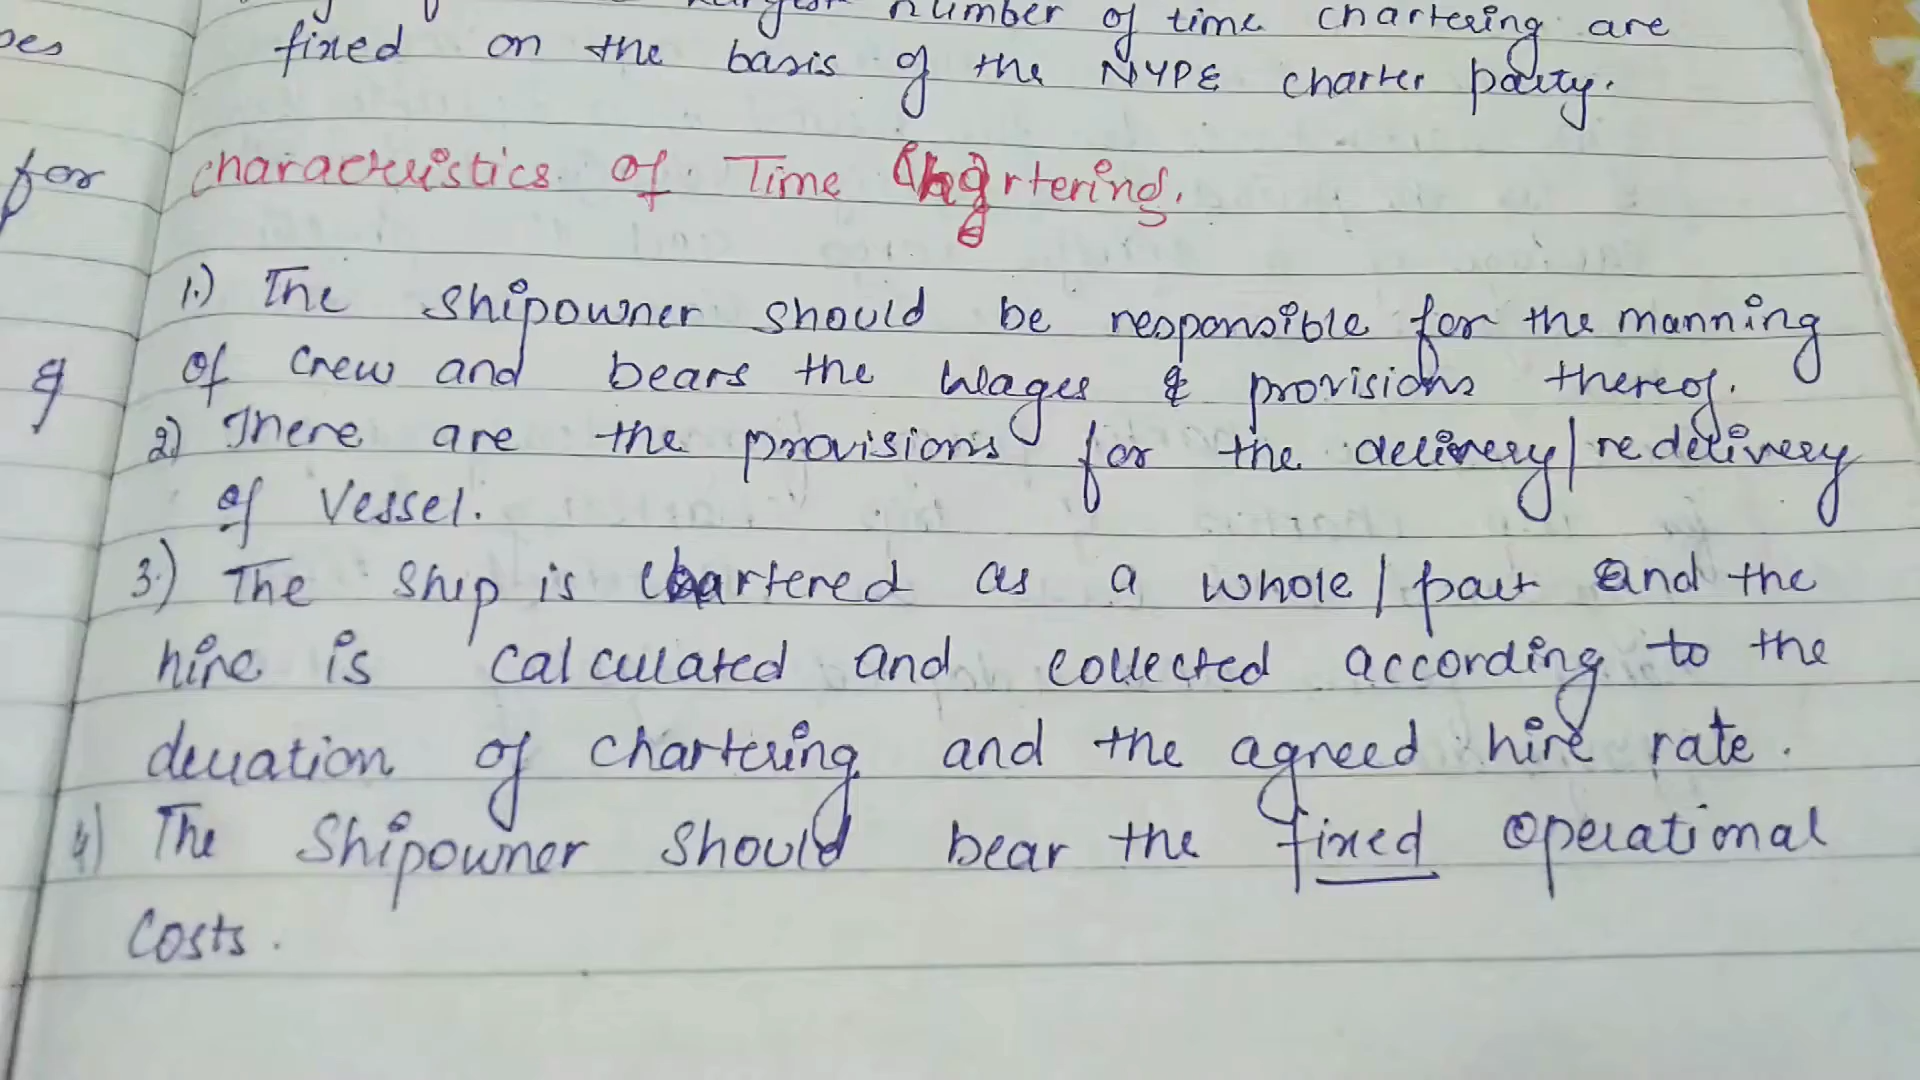 number of time chartering are
fixed on the basis of the NYPE charter party.
for
characteristics of Time Chartering.
1.) The shipowner should be responsible for the manning
of crew and bears the wages & provisions thereof.
2) There are the provisions for the delivery/redelivery
of vessel.
3.) The ship is chartered as a whole/part and the
hire is calculated and collected according to the
duration of chartering and the agreed hire rate.
4) The Shipowner should bear the fixed operational
costs.